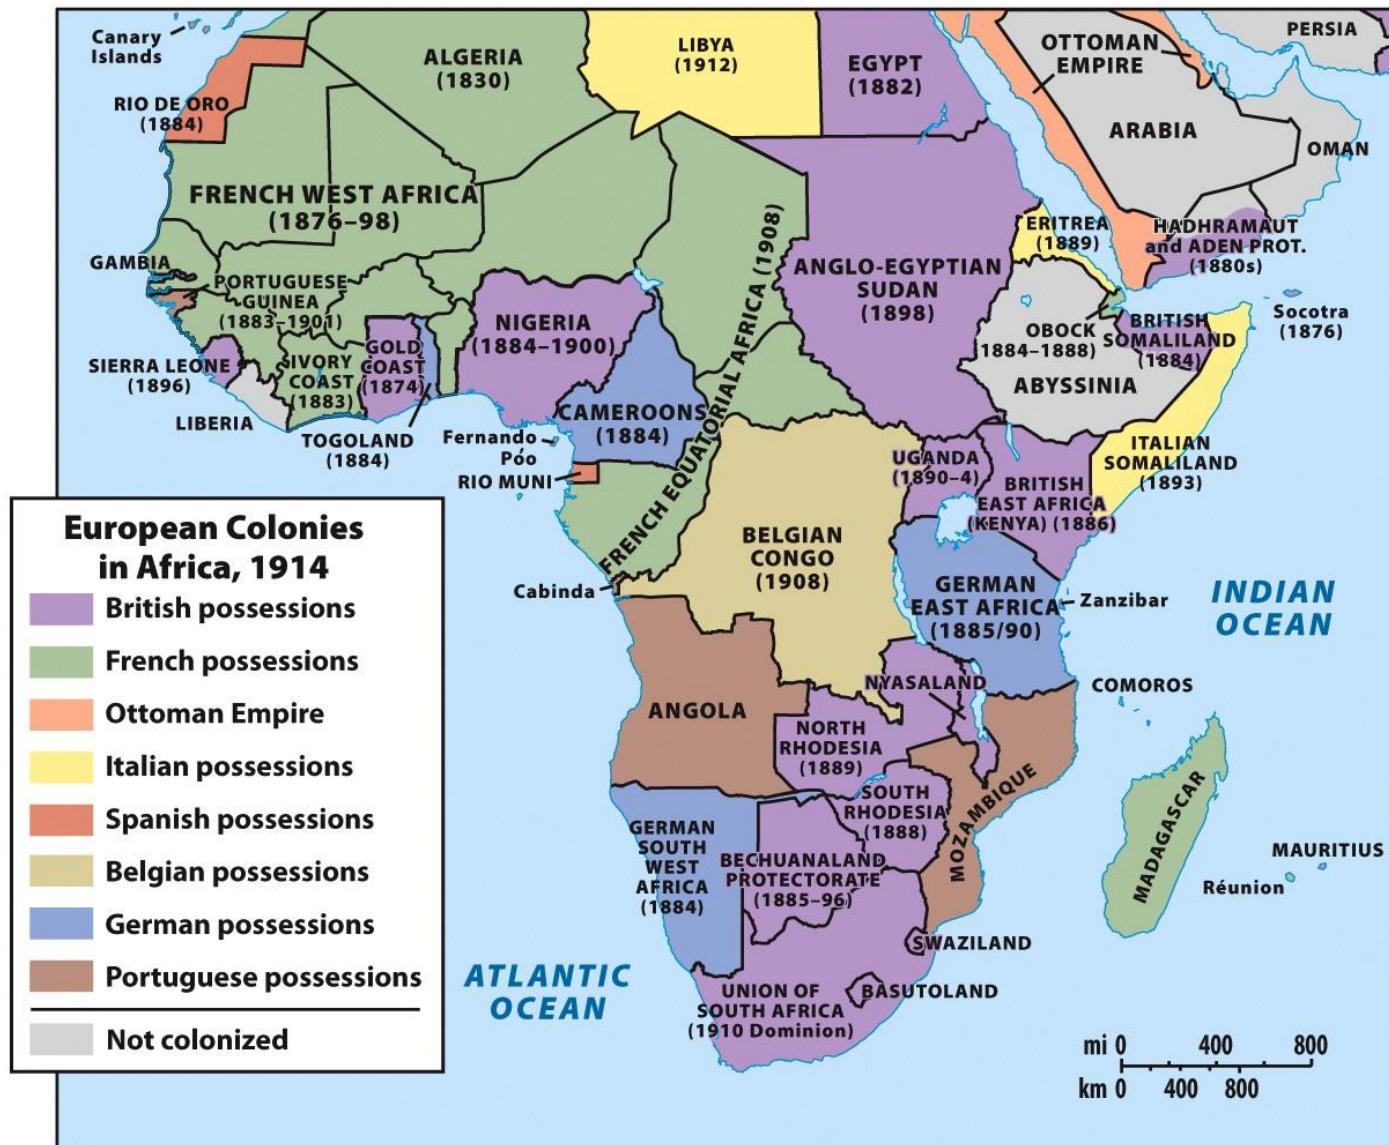 Canary
Islands
RIO DE ORO
(1884)
ALGERIA
(1830)
LIBYA
(1912)
EGYPT
(1882)
OTTOMAN
EMPIRE
PERSIA
ARABIA
OMAN
FRENCH WEST AFRICA
(1876–98)
GAMBIA
PORTUGUESE
GUINEA
(1883–1901)
SIERRA LEONE
(1896)
LIBERIA
IVORY
COAST
(1883)
GOLD
COAST
(1874)
TOGOLAND
(1884)
NIGERIA
(1884–1900)
CAMEROONS
(1884)
Fernando
Póo
RIO MUNI
FRENCH EQUATORIAL AFRICA (1908)
ANGLO-EGYPTIAN
SUDAN
(1898)
ERITREA
(1889)
HADHRAMAUT
and ADEN PROT.
(1880s)
Socotra
(1876)
OBOCK
1884–1888)
BRITISH
SOMALILAND
(1884)
ABYSSINIA
ITALIAN
SOMALILAND
(1893)
UGANDA
(1890–4)
BRITISH
EAST AFRICA
(KENYA) (1886)
BELGIAN
CONGO
(1908)
Cabinda
GERMAN
EAST AFRICA
(1885/90)
Zanzibar
INDIAN
OCEAN
ANGOLA
NYASALAND
COMOROS
NORTH
RHODESIA
(1889)
SOUTH
RHODESIA
(1888)
MOZAMBIQUE
MADAGASCAR
MAURITIUS
Réunion
GERMAN
SOUTH
WEST
AFRICA
(1884)
BECHUANALAND
PROTECTORATE
(1885–96)
SWAZILAND
BASUTOLAND
UNION OF
SOUTH AFRICA
(1910 Dominion)
ATLANTIC
OCEAN
European Colonies
in Africa, 1914
British possessions
French possessions
Ottoman Empire
Italian possessions
Spanish possessions
Belgian possessions
German possessions
Portuguese possessions
Not colonized
mi 0 400 800
km 0 400 800